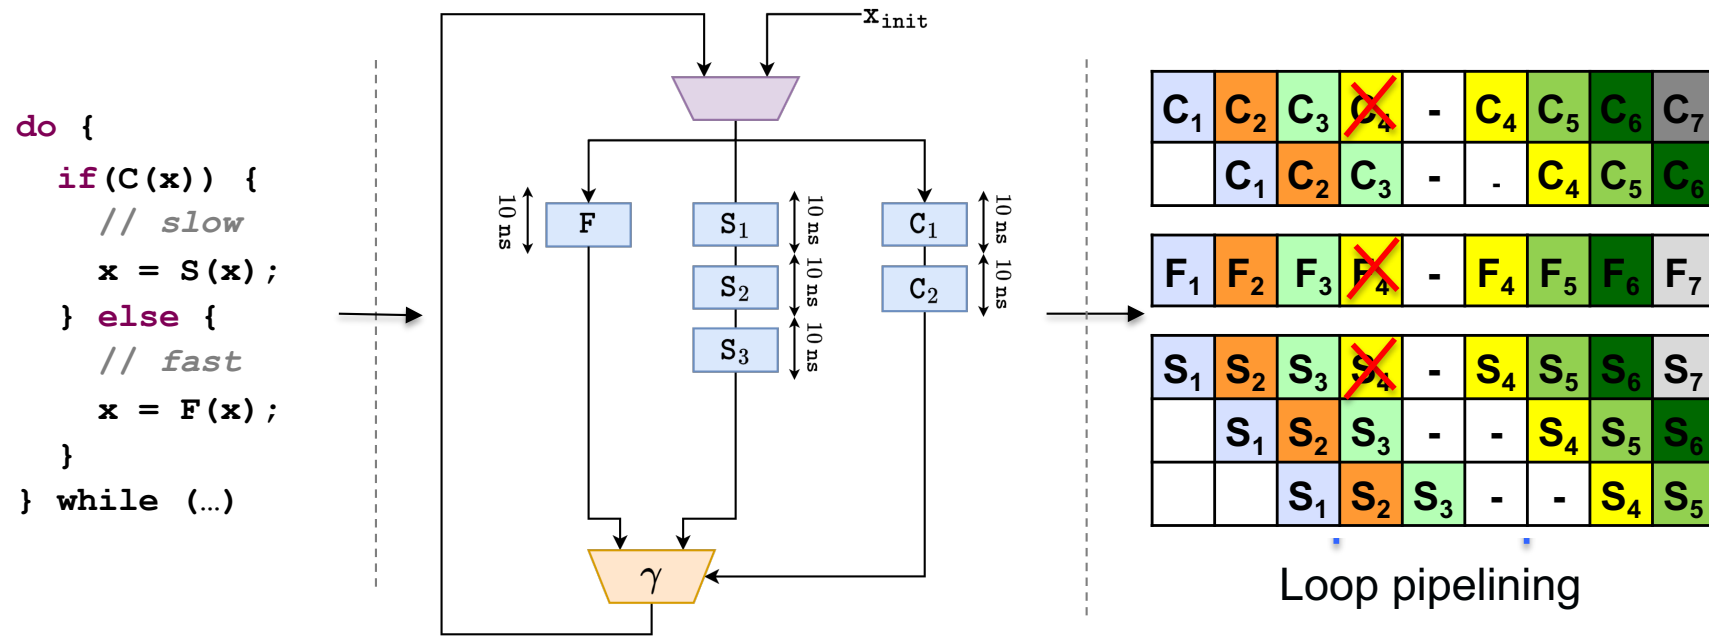 do {
if(C(x)) {
// slow
x = S(x);
} else {
// fast
x = F(x);
}
} while (…)
x_init
10 ns
F
S₁
10 ns
C₁
10 ns
S₂
10 ns
C₂
10 ns
S₃
10 ns
γ
C₁ C₂ C₃ C₄ - C₄ C₅ C₆ C₇
C₁ C₂ C₃ - - C₄ C₅ C₆
F₁ F₂ F₃ F₄ - F₄ F₅ F₆ F₇
S₁ S₂ S₃ S₄ - S₄ S₅ S₆ S₇
S₁ S₂ S₃ - - S₄ S₅ S₆
S₁ S₂ S₃ - - S₄ S₅
Loop pipelining